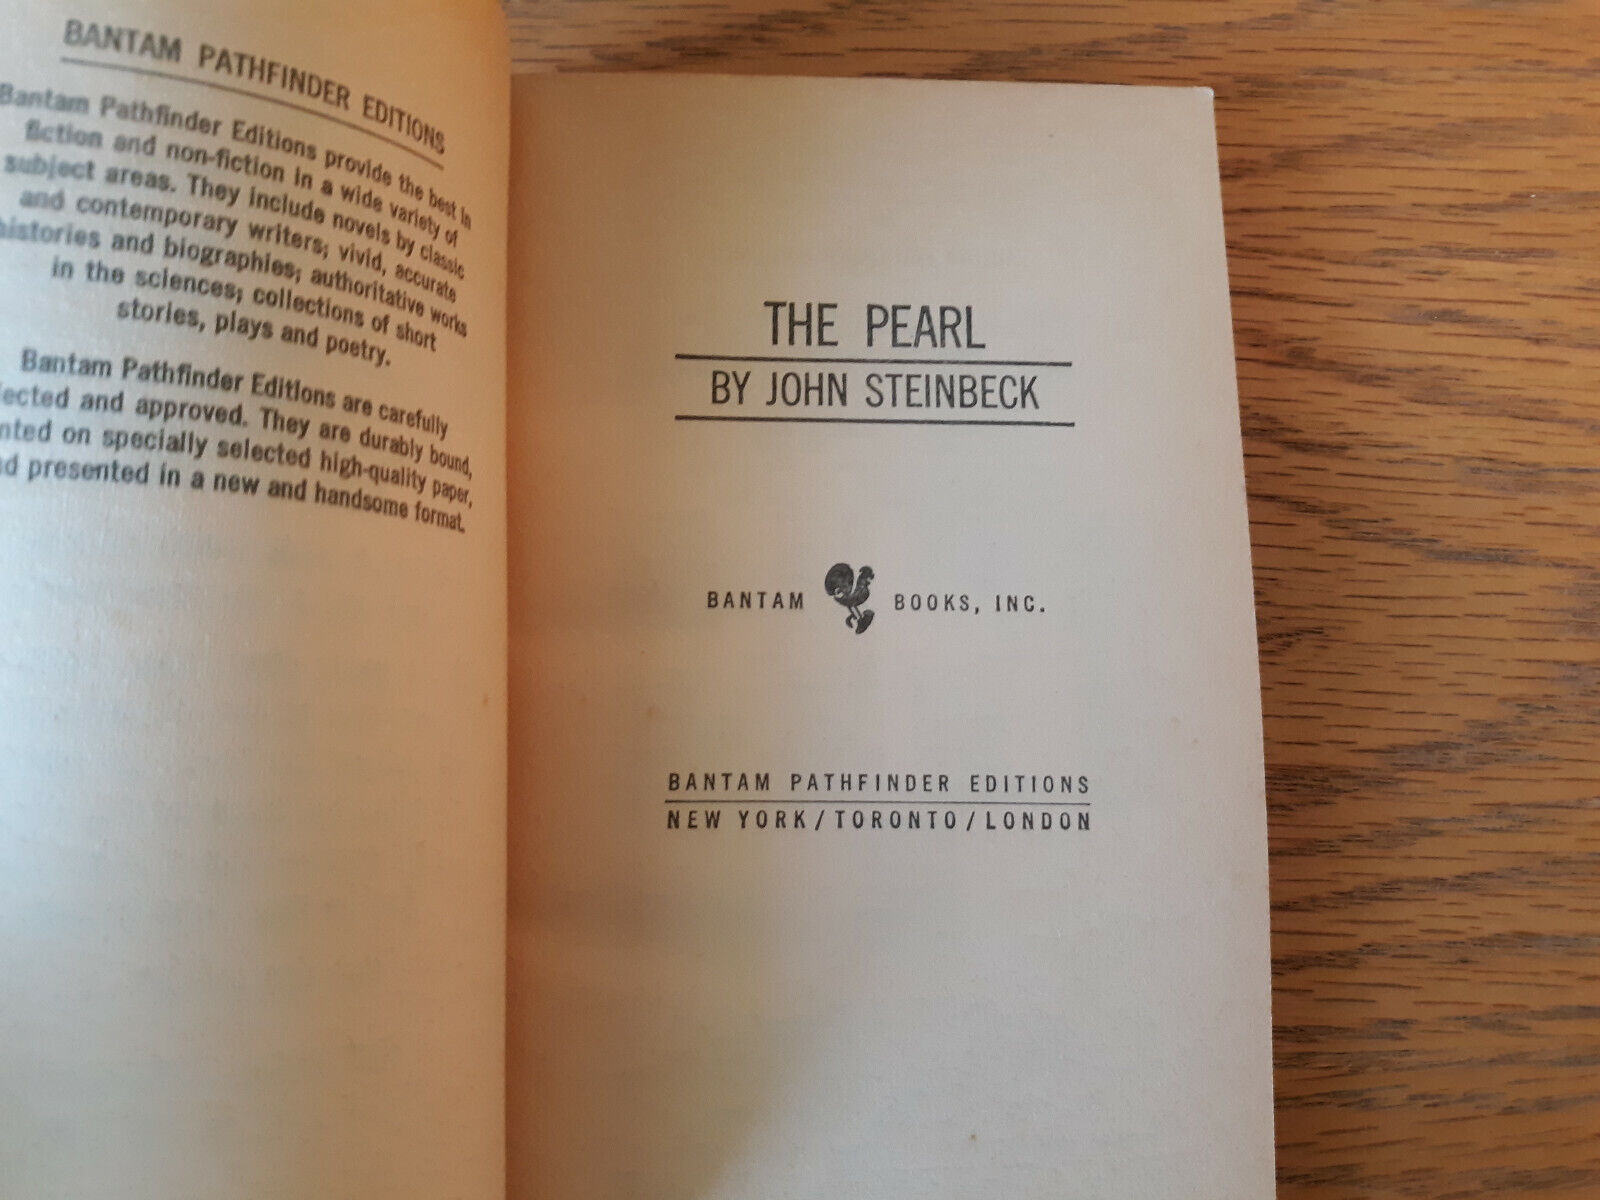 BANTAM PATHFINDER EDITIONS
Bantam Pathfinder Editions provide the best in
fiction and non-fiction in a wide variety of
subject areas. They include novels by classic
and contemporary writers; vivid, accurate
histories and biographies; authoritative works
in the sciences; collections of short
stories, plays and poetry.
Bantam Pathfinder Editions are carefully
and approved. They are durably bound,
on specially selected high-quality paper,
presented in a new and handsome format.
THE PEARL
BY JOHN STEINBECK
BANTAM BOOKS, INC.
BANTAM PATHFINDER EDITIONS
NEW YORK/TORONTO/LONDON